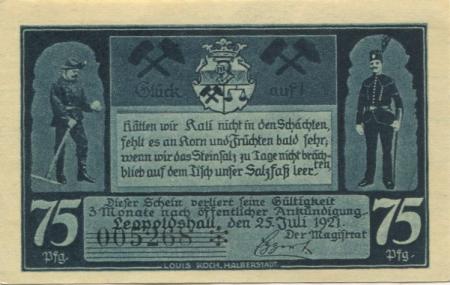 Glück auf!
Hätten wir Kali nicht in den Schächten,
fehlt es an Korn und Früchten bald sehr,
wenn wir das Steinsalz zu Tage nicht bräch-
ten
blieb auf dem Tisch unser Salzfaß leer.
Dieser Schein verliert seine Gültigkeit
3 Monate nach öffentlicher Ankündigung.
Leopoldshall, den 25. Juli 1921.
005268 ✻
Der Magistrat
75 Pfg.
75 Pfg.
LOUIS KOCH, HALBERSTADT.